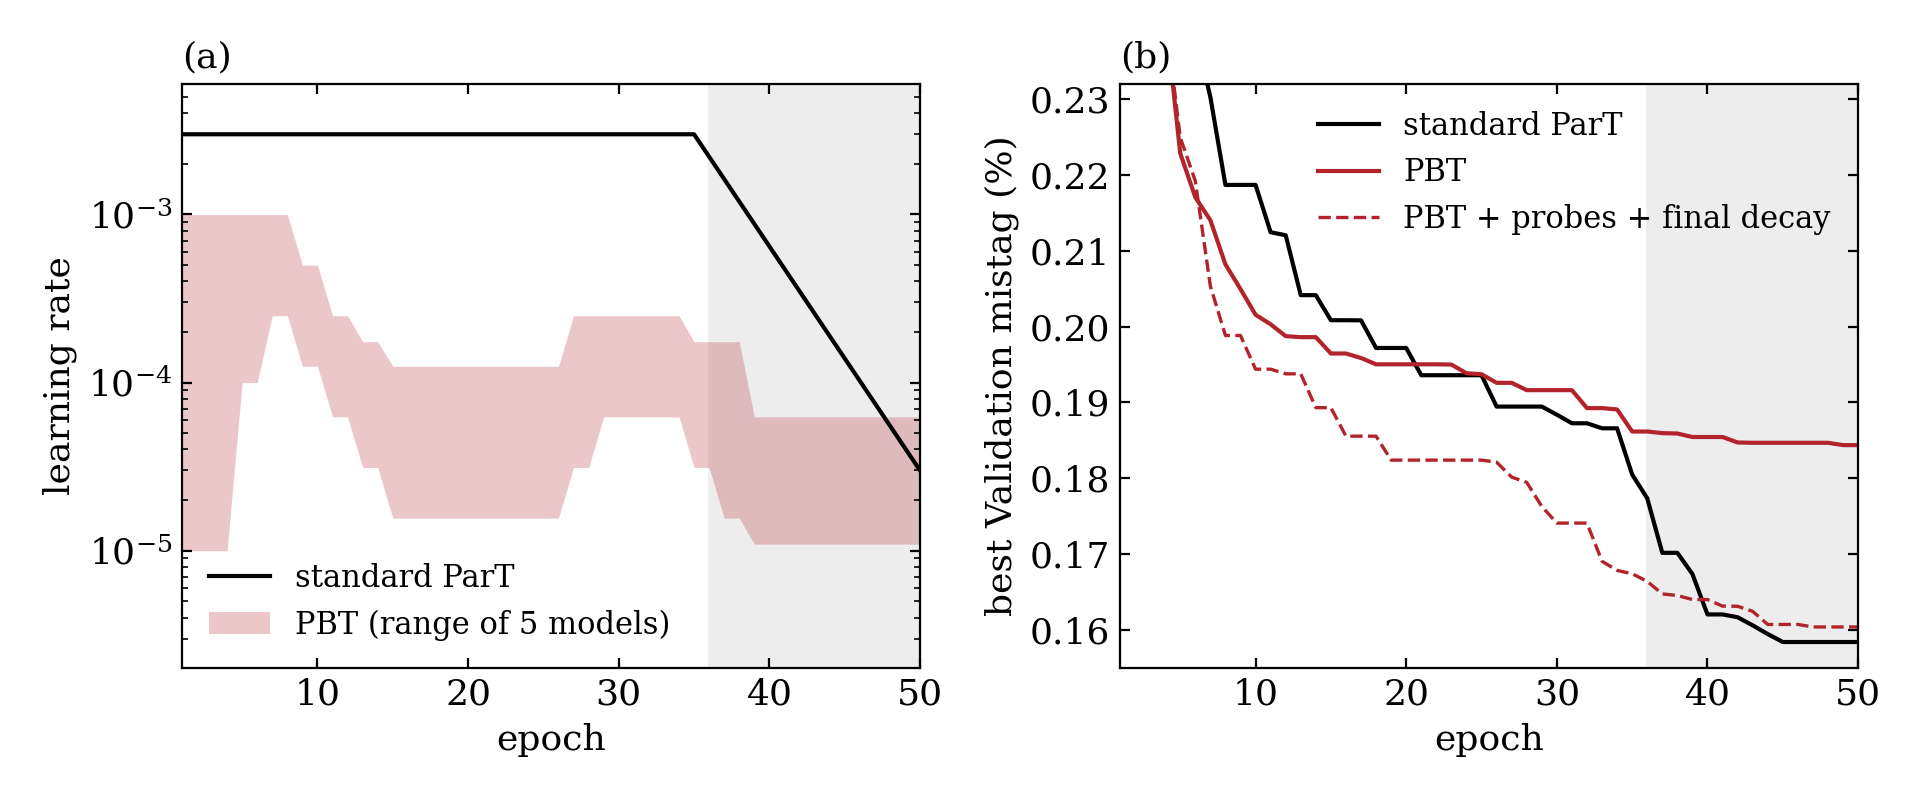 (a)
learning rate
10⁻³
10⁻⁴
10⁻⁵
standard ParT
PBT (range of 5 models)
10 20 30 40 50
epoch
(b)
best Validation mistag (%)
0.23
0.22
0.21
0.20
0.19
0.18
0.17
0.16
standard ParT
PBT
PBT + probes + final decay
10 20 30 40 50
epoch